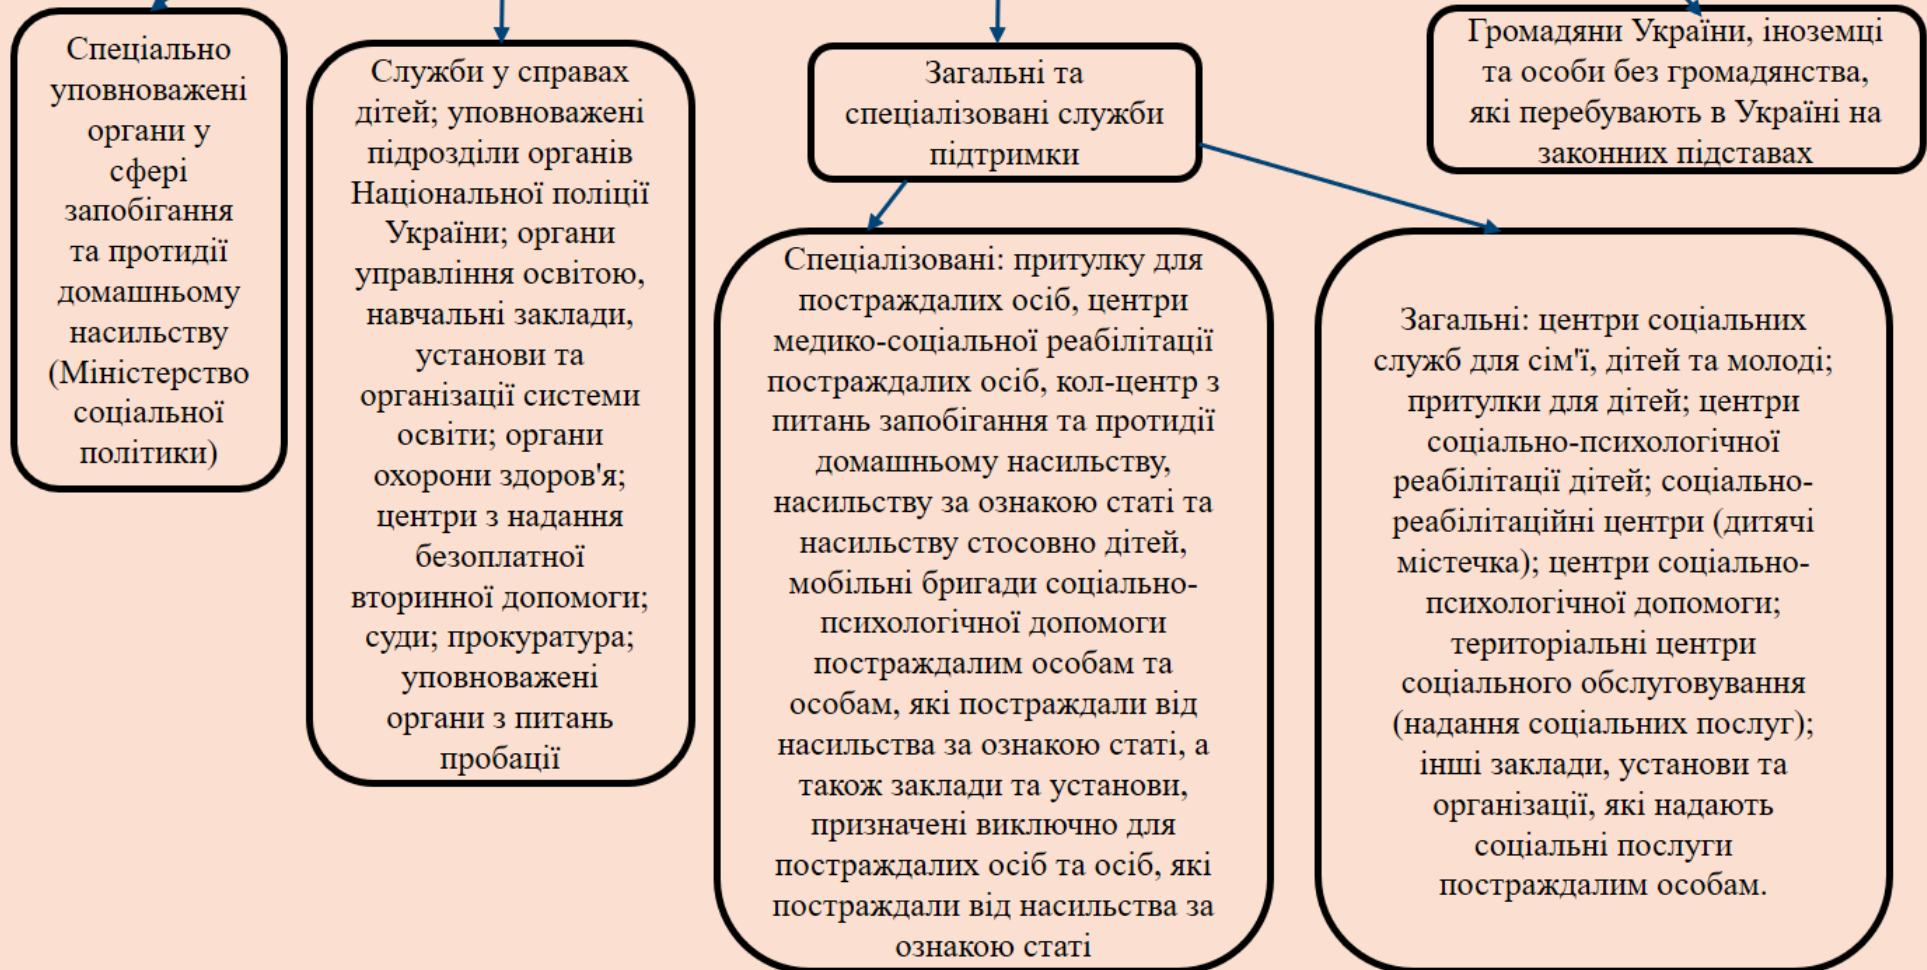 Спеціально
уповноважені
органи у
сфері
запобігання
та протидії
домашньому
насильству
(Міністерство
соціальної
політики)
Служби у справах
дітей; уповноважені
підрозділи органів
Національної поліції
України; органи
управління освітою,
навчальні заклади,
установи та
організації системи
освіти; органи
охорони здоров'я;
центри з надання
безоплатної
вторинної допомоги;
суди; прокуратура;
уповноважені
органи з питань
пробації
Загальні та
спеціалізовані служби
підтримки
Громадяни України, іноземці
та особи без громадянства,
які перебувають в Україні на
законних підставах
Спеціалізовані: притулку для
постраждалих осіб, центри
медико-соціальної реабілітації
постраждалих осіб, кол-центр з
питань запобігання та протидії
домашньому насильству,
насильству за ознакою статі та
насильству стосовно дітей,
мобільні бригади соціально-
психологічної допомоги
постраждалим особам та
особам, які постраждали від
насильства за ознакою статі, а
також заклади та установи,
призначені виключно для
постраждалих осіб та осіб, які
постраждали від насильства за
ознакою статі
Загальні: центри соціальних
служб для сім'ї, дітей та молоді;
притулки для дітей; центри
соціально-психологічної
реабілітації дітей; соціально-
реабілітаційні центри (дитячі
містечка); центри соціально-
психологічної допомоги;
територіальні центри
соціального обслуговування
(надання соціальних послуг);
інші заклади, установи та
організації, які надають
соціальні послуги
постраждалим особам.